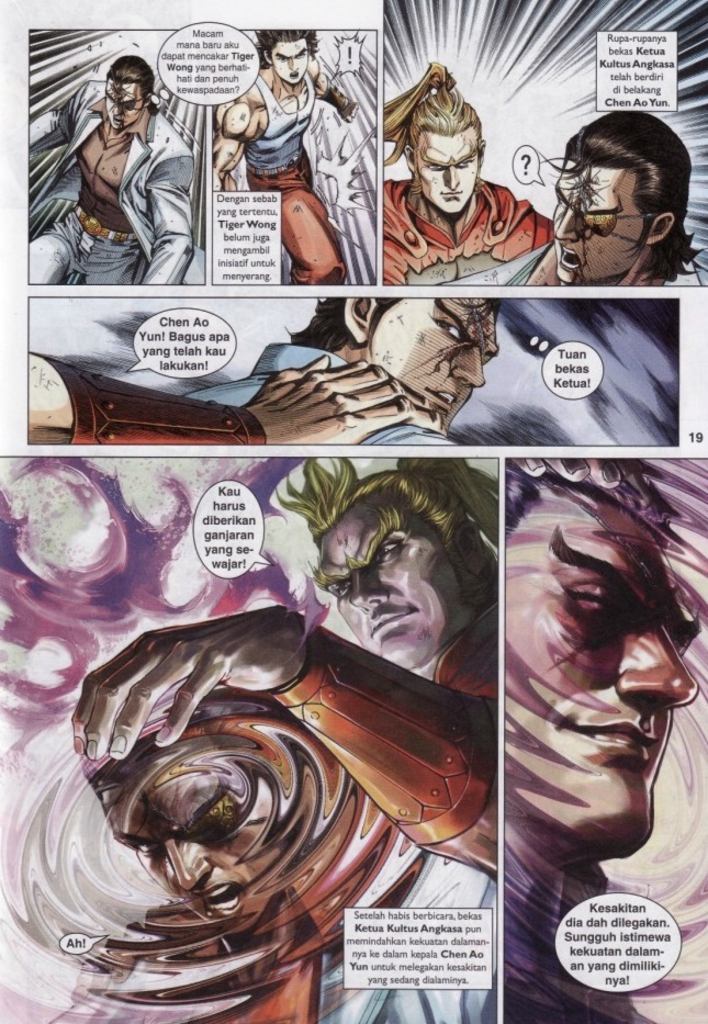 Macam
mana baru aku
dapat mencakar Tiger
Wong yang berhati-
hati dan penuh
kewaspadaan?
!
Dengan sebab
yang tertentu,
Tiger Wong
belum juga
mengambil
inisiatif untuk
menyerang.
Rupa-rupanya
bekas Ketua
Kultus Angkasa
telah berdiri
di belakang
Chen Ao Yun.
?
Chen Ao
Yun! Bagus apa
yang telah kau
lakukan!
Tuan
bekas
Ketua!
19
Kau
harus
diberikan
ganjaran
yang se-
wajar!
Ah!
Setelah habis berbicara, bekas
Ketua Kultus Angkasa pun
memindahkan kekuatan dalaman-
nya ke dalam kepala Chen Ao
Yun untuk melegakan kesakitan
yang sedang dialaminya.
Kesakitan
dia dah dilegakan.
Sungguh istimewa
kekuatan dalam-
an yang dimiliki-
nya!